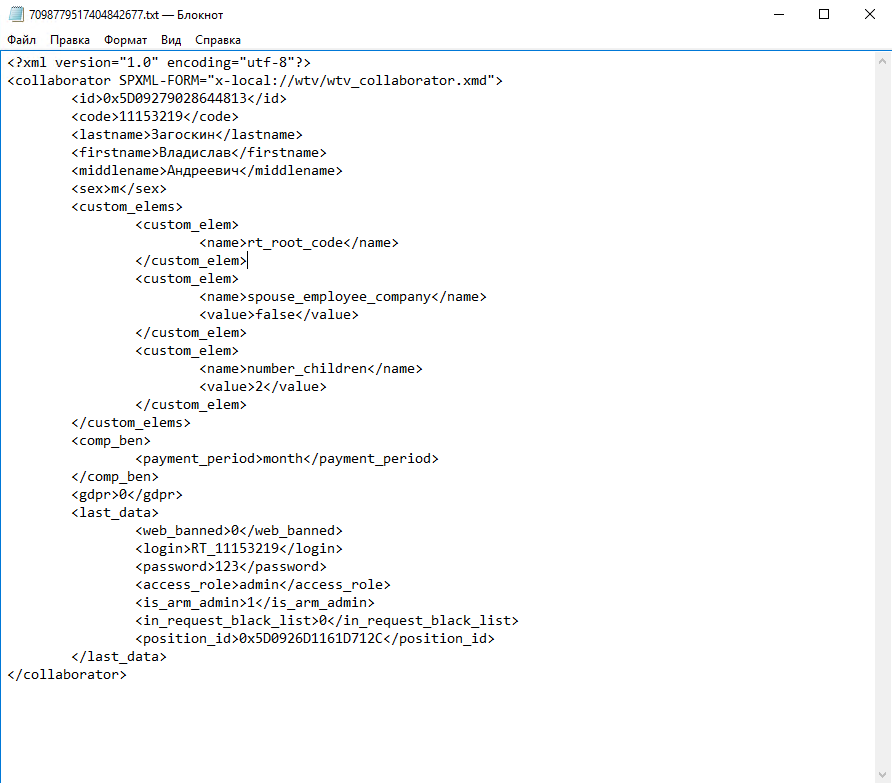 7098779517404842677.txt — Блокнот
Файл Правка Формат Вид Справка
<?xml version="1.0" encoding="utf-8"?>
<collaborator SPXML-FORM="x-local://wtv/wtv_collaborator.xmd">
<id>0x5D09279028644813</id>
<code>11153219</code>
<lastname>Загоскин</lastname>
<firstname>Владислав</firstname>
<middlename>Андреевич</middlename>
<sex>m</sex>
<custom_elems>
<custom_elem>
<name>rt_root_code</name>
</custom_elem>
<custom_elem>
<name>spouse_employee_company</name>
<value>false</value>
</custom_elem>
<custom_elem>
<name>number_children</name>
<value>2</value>
</custom_elem>
</custom_elems>
<comp_ben>
<payment_period>month</payment_period>
</comp_ben>
<gdpr>0</gdpr>
<last_data>
<web_banned>0</web_banned>
<login>RT_11153219</login>
<password>123</password>
<access_role>admin</access_role>
<is_arm_admin>1</is_arm_admin>
<in_request_black_list>0</in_request_black_list>
<position_id>0x5D0926D1161D712C</position_id>
</last_data>
</collaborator>